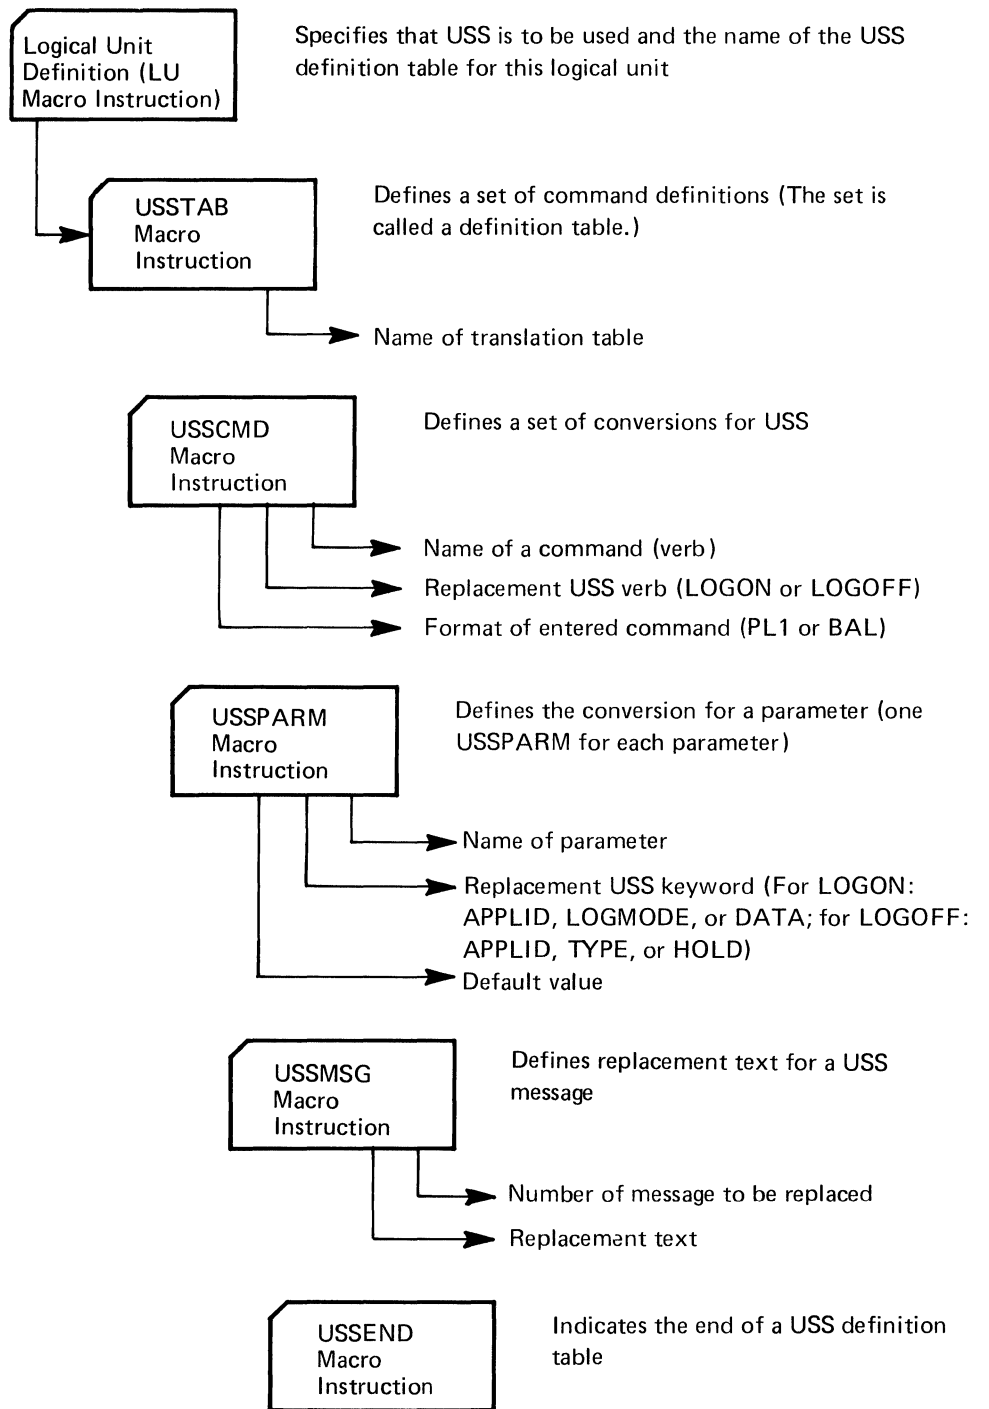 Logical Unit
Definition (LU
Macro Instruction)
Specifies that USS is to be used and the name of the USS
definition table for this logical unit
USSTAB
Macro
Instruction
Defines a set of command definitions (The set is
called a definition table.)
Name of translation table
USSCMD
Macro
Instruction
Defines a set of conversions for USS
Name of a command (verb)
Replacement USS verb (LOGON or LOGOFF)
Format of entered command (PL1 or BAL)
USSPARM
Macro
Instruction
Defines the conversion for a parameter (one
USSPARM for each parameter)
Name of parameter
Replacement USS keyword (For LOGON:
APPLID, LOGMODE, or DATA; for LOGOFF:
APPLID, TYPE, or HOLD)
Default value
USSMSG
Macro
Instruction
Defines replacement text for a USS
message
Number of message to be replaced
Replacement text
USSEND
Macro
Instruction
Indicates the end of a USS definition
table